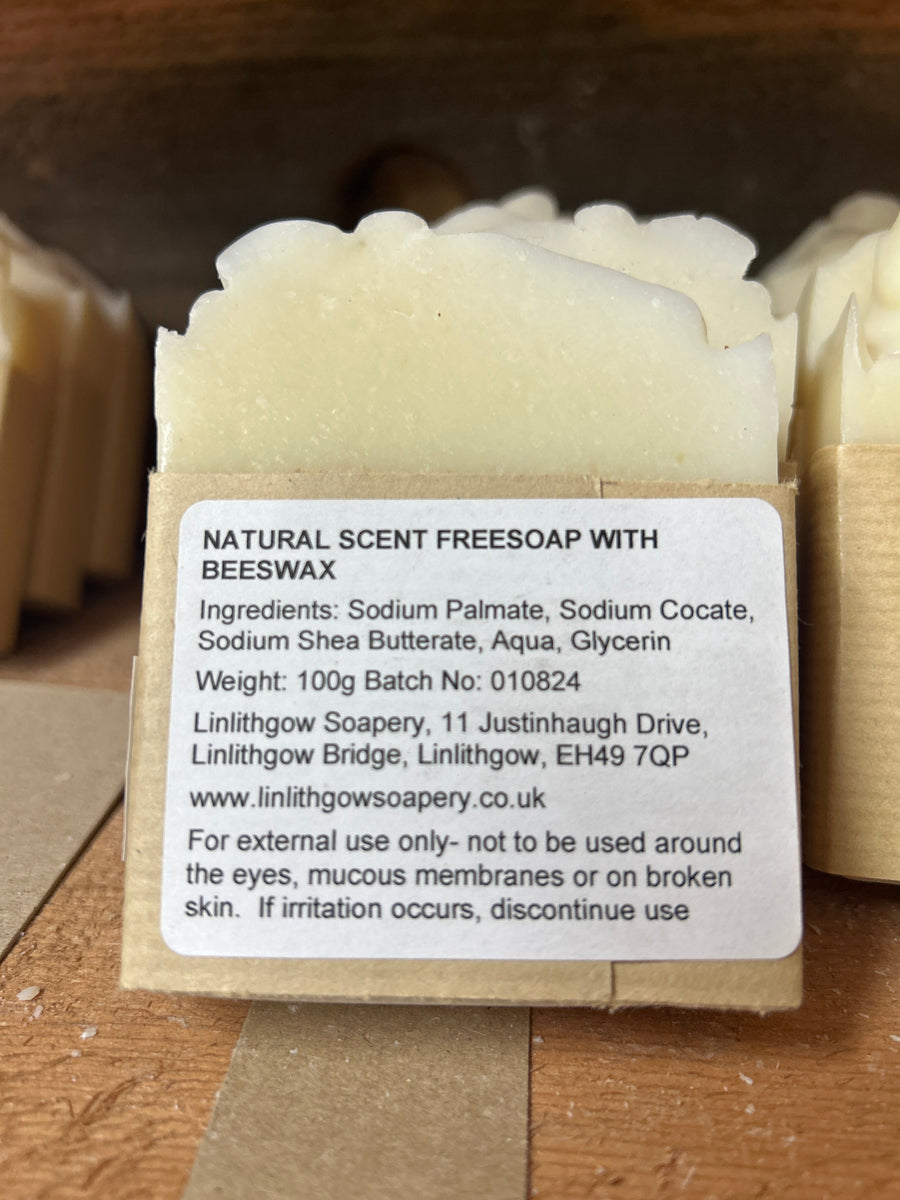 NATURAL SCENT FREESOAP WITH
BEESWAX
Ingredients: Sodium Palmate, Sodium Cocate,
Sodium Shea Butterate, Aqua, Glycerin
Weight: 100g Batch No: 010824
Linlithgow Soapery, 11 Justinhaugh Drive,
Linlithgow Bridge, Linlithgow, EH49 7QP
www.linlithgowsoapery.co.uk
For external use only- not to be used around
the eyes, mucous membranes or on broken
skin.  If irritation occurs, discontinue use